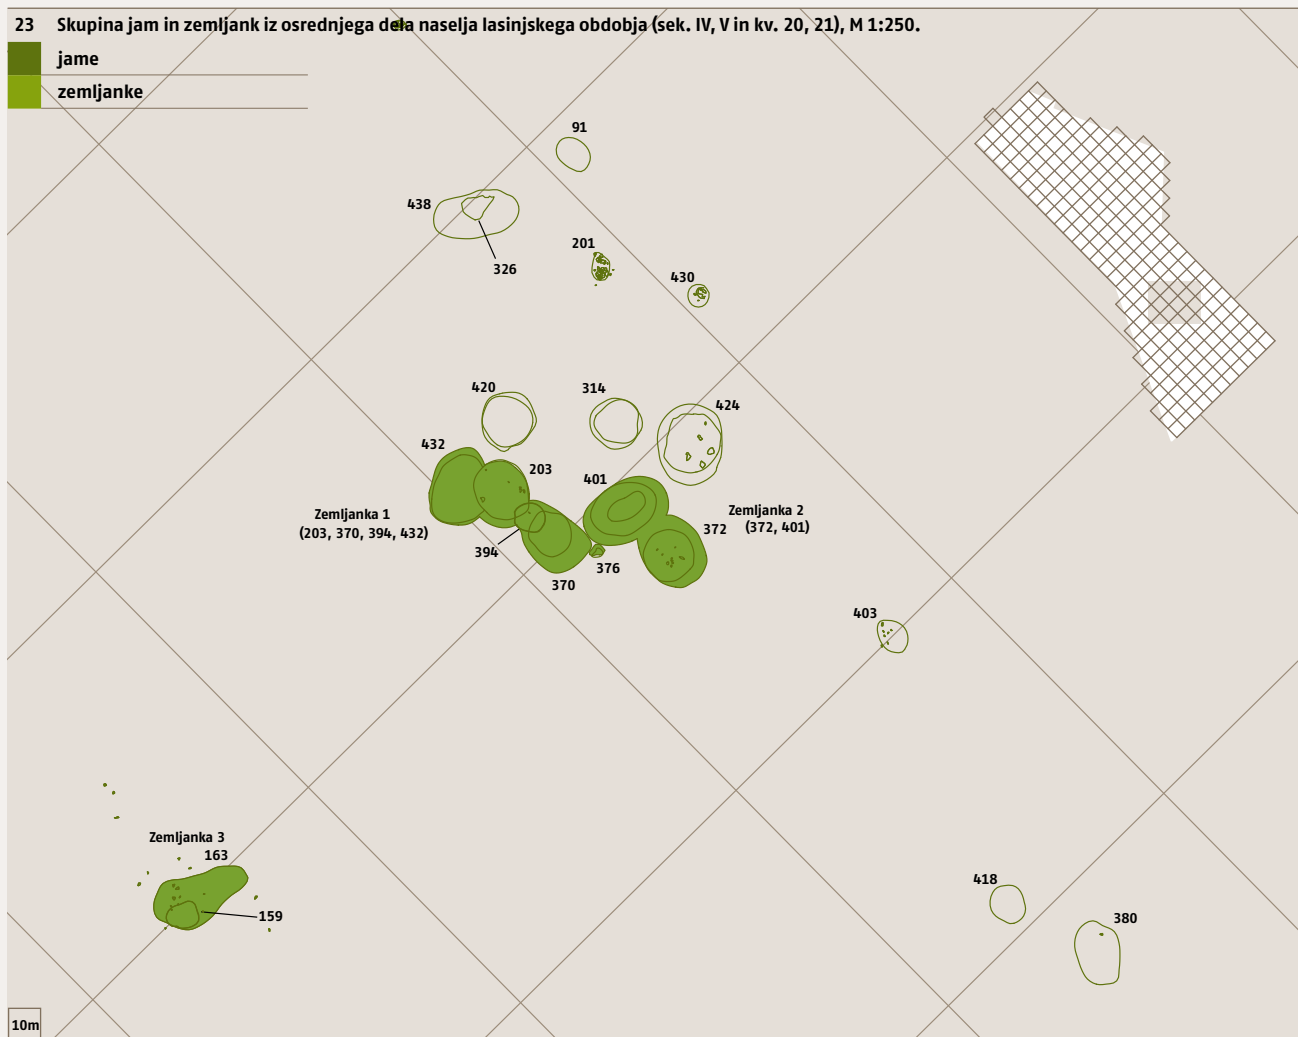 23 Skupina jam in zemljank iz osrednjega dela naselja lasinjskega obdobja (sek. IV, V in kv. 20, 21), M 1:250.
jame
zemljanke
91
438
326
201
430
420
314
424
432
203
401
Zemljanka 1
(203, 370, 394, 432)
Zemljanka 2
(372, 401)
372
394
376
370
403
Zemljanka 3
163
159
418
380
10m